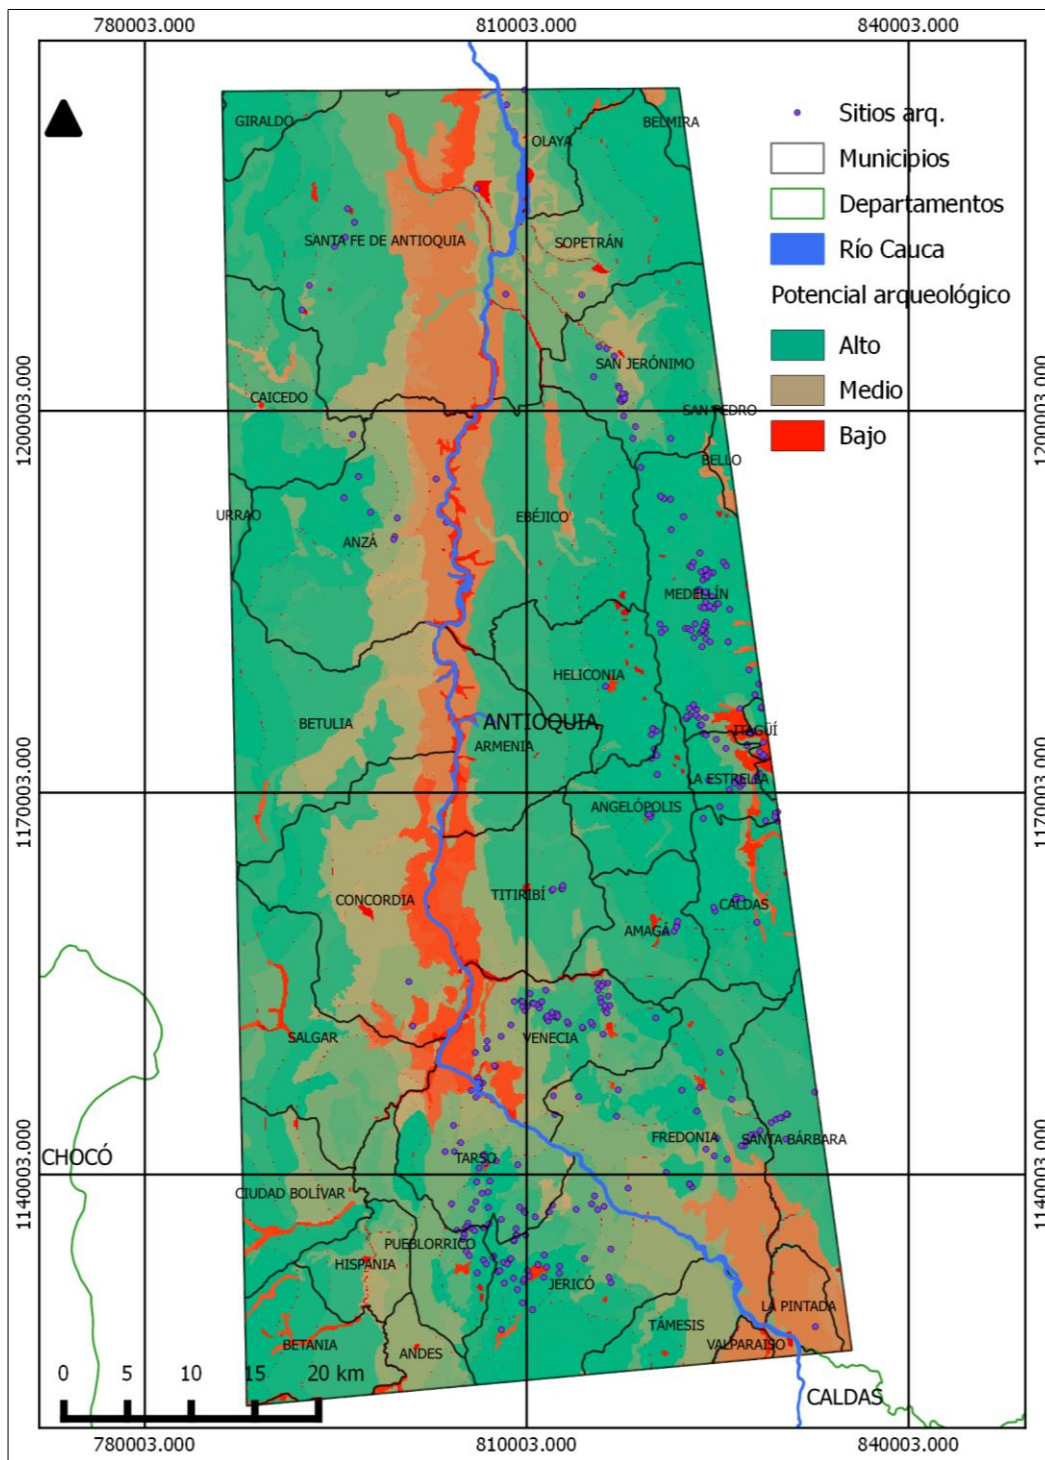 780003.000
810003.000
840003.000
GIRALDO
BELMIRA
OLAYA
Sitios arq.
Municipios
Departamentos
Río Cauca
Potencial arqueológico
Alto
Medio
Bajo
SANTA FE DE ANTIOQUIA
SOPETRÁN
SAN JERÓNIMO
CAICEDO
SAN PEDRO
1200003.000
1200003.000
BELLO
URRAO
EBÉJICO
ANZÁ
MEDELLÍN
HELICONIA
BETULIA
ANTIOQUIA
ITAGÜÍ
ARMENIA
LA ESTRELLA
1170003.000
1170003.000
ANGELÓPOLIS
CONCORDIA
TITIRIBÍ
CALDAS
AMAGÁ
SALGAR
VENECIA
FREDONIA
SANTA BÁRBARA
1140003.000
1140003.000
CHOCÓ
TARSO
CIUDAD BOLÍVAR
PUEBLORRICO
HISPANIA
JERICÓ
LA PINTADA
TÁMESIS
VALPARAISO
BETANIA
ANDES
0 5 10 15 20 km
CALDAS
780003.000
810003.000
840003.000